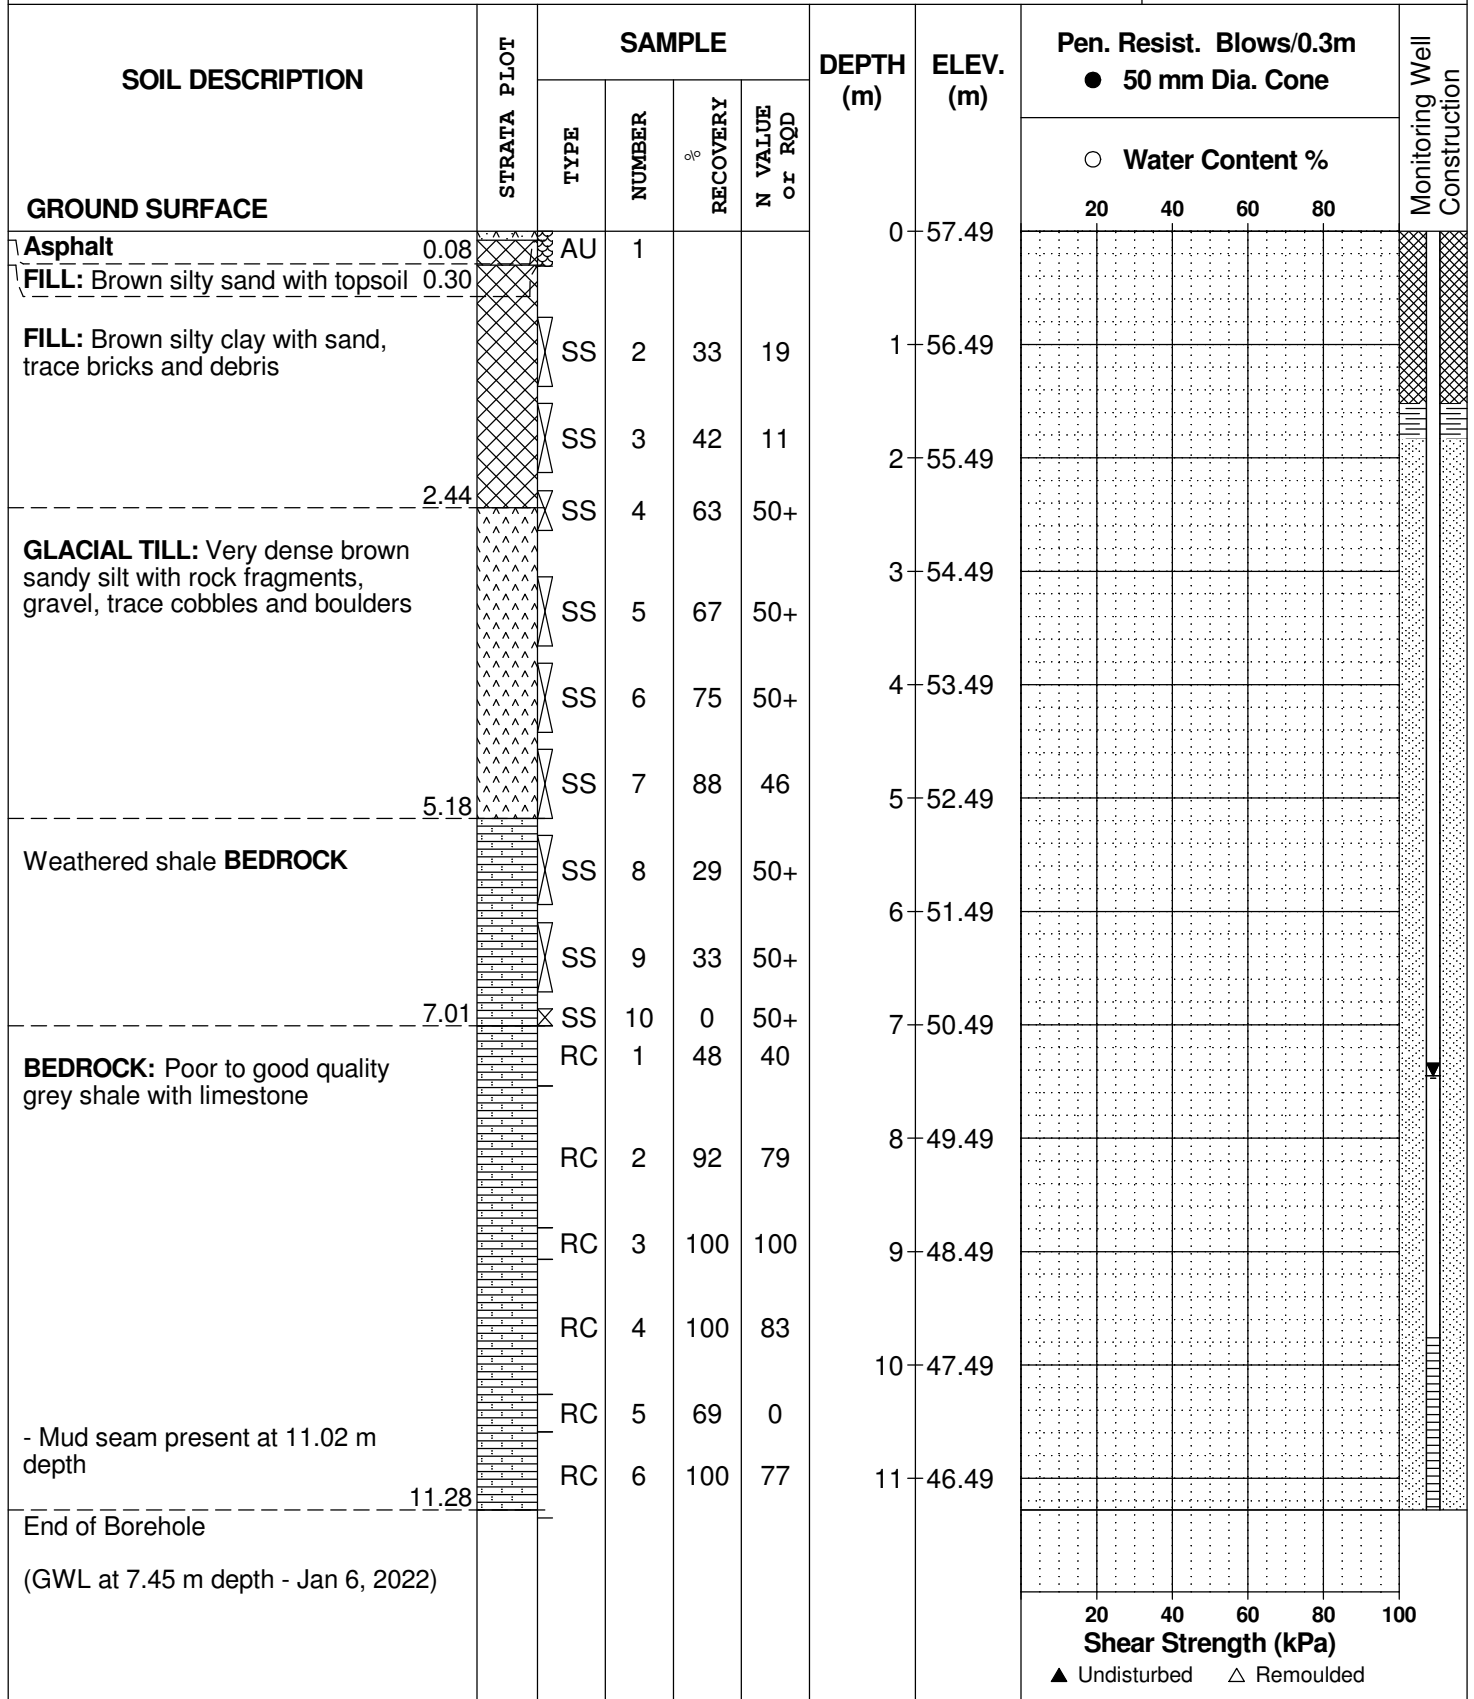 SOIL DESCRIPTION
GROUND SURFACE
STRATA PLOT
SAMPLE
TYPE
NUMBER
% RECOVERY
N VALUE or RQD
DEPTH (m)
ELEV. (m)
Pen. Resist. Blows/0.3m
● 50 mm Dia. Cone
○ Water Content %
20 40 60 80
Monitoring Well Construction
0 57.49
Asphalt 0.08
AU 1
FILL: Brown silty sand with topsoil 0.30
FILL: Brown silty clay with sand,
trace bricks and debris
SS 2 33 19
1 56.49
SS 3 42 11
2 55.49
2.44
SS 4 63 50+
GLACIAL TILL: Very dense brown
sandy silt with rock fragments,
gravel, trace cobbles and boulders
3 54.49
SS 5 67 50+
4 53.49
SS 6 75 50+
SS 7 88 46
5 52.49
5.18
Weathered shale BEDROCK
SS 8 29 50+
6 51.49
SS 9 33 50+
7.01
SS 10 0 50+
7 50.49
RC 1 48 40
BEDROCK: Poor to good quality
grey shale with limestone
8 49.49
RC 2 92 79
RC 3 100 100
9 48.49
RC 4 100 83
10 47.49
RC 5 69 0
- Mud seam present at 11.02 m
depth
RC 6 100 77
11 46.49
11.28
End of Borehole
(GWL at 7.45 m depth - Jan 6, 2022)
20 40 60 80 100
Shear Strength (kPa)
▲ Undisturbed △ Remoulded